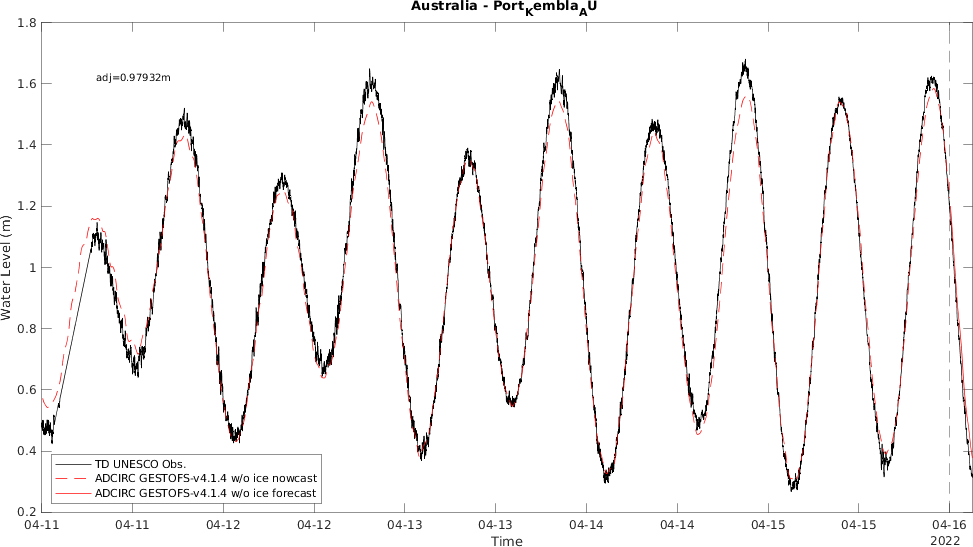 Australia - PortKemblaAU
1.8
1.6
1.4
1.2
1
0.8
0.6
0.4
0.2
Water Level (m)
adj=0.97932m
TD UNESCO Obs.
ADCIRC GESTOFS-v4.1.4 w/o ice nowcast
ADCIRC GESTOFS-v4.1.4 w/o ice forecast
04-11 04-11 04-12 04-12 04-13 04-13 04-14 04-14 04-15 04-15 04-16
Time 2022